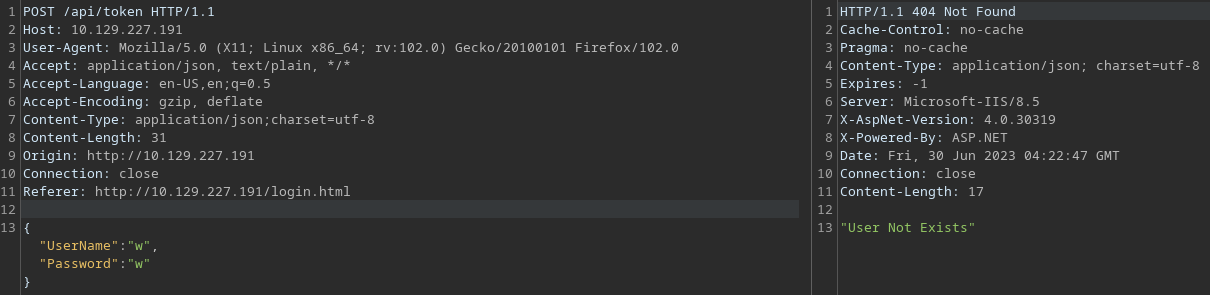 1 POST /api/token HTTP/1.1
2 Host: 10.129.227.191
3 User-Agent: Mozilla/5.0 (X11; Linux x86_64; rv:102.0) Gecko/20100101 Firefox/102.0
4 Accept: application/json, text/plain, */*
5 Accept-Language: en-US,en;q=0.5
6 Accept-Encoding: gzip, deflate
7 Content-Type: application/json;charset=utf-8
8 Content-Length: 31
9 Origin: http://10.129.227.191
10 Connection: close
11 Referer: http://10.129.227.191/login.html
12
13 {
"UserName":"w",
"Password":"w"
}
1 HTTP/1.1 404 Not Found
2 Cache-Control: no-cache
3 Pragma: no-cache
4 Content-Type: application/json; charset=utf-8
5 Expires: -1
6 Server: Microsoft-IIS/8.5
7 X-AspNet-Version: 4.0.30319
8 X-Powered-By: ASP.NET
9 Date: Fri, 30 Jun 2023 04:22:47 GMT
10 Connection: close
11 Content-Length: 17
12
13 "User Not Exists"